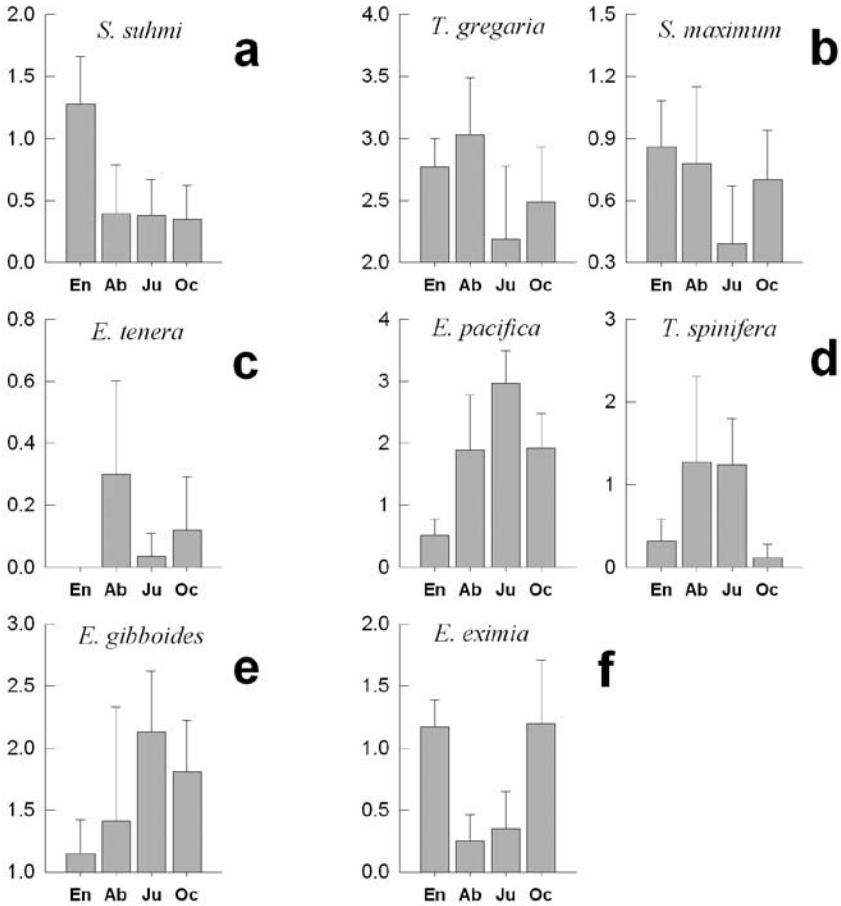 S. suhmi
a
2.0
1.5
1.0
0.5
0.0
En Ab Ju Oc
T. gregaria
4.0
3.5
3.0
2.5
2.0
En Ab Ju Oc
S. maximum
b
1.5
1.2
0.9
0.6
0.3
En Ab Ju Oc
E. tenera
c
0.8
0.6
0.4
0.2
0.0
En Ab Ju Oc
E. pacifica
4
3
2
1
0
En Ab Ju Oc
T. spinifera
d
3
2
1
0
En Ab Ju Oc
E. gibboides
e
3.0
2.5
2.0
1.5
1.0
En Ab Ju Oc
E. eximia
f
2.0
1.5
1.0
0.5
0.0
En Ab Ju Oc